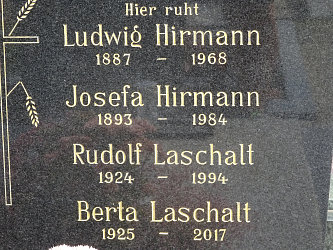 Hier ruht
Ludwig Hirmann
1887 – 1968
Josefa Hirmann
1893 – 1984
Rudolf Laschalt
1924 – 1994
Berta Laschalt
1925 – 2017